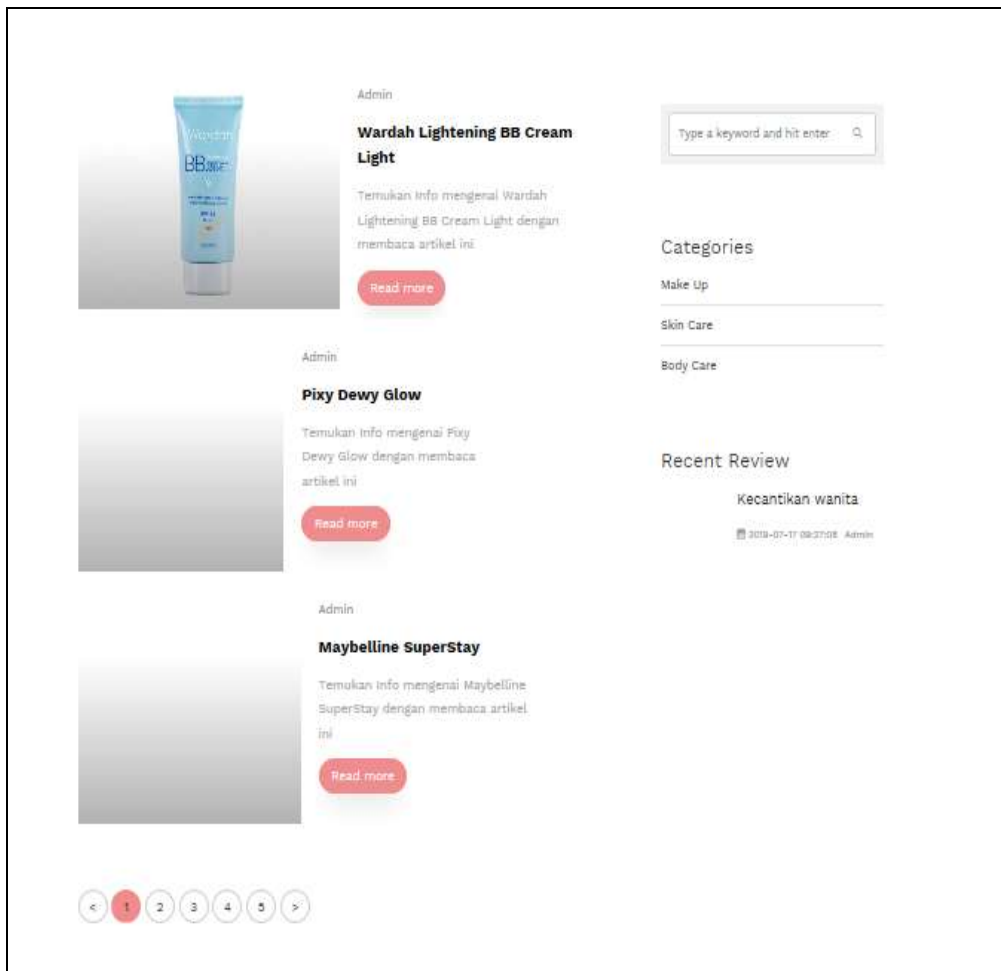 Wardah
BB
Admin
Wardah Lightening BB Cream
Light
Temukan Info mengenai Wardah
Lightening BB Cream Light dengan
membaca artikel ini
Read more
Admin
Pixy Dewy Glow
Temukan Info mengenai Pixy
Dewy Glow dengan membaca
artikel ini
Read more
Admin
Maybelline SuperStay
Temukan Info mengenai Maybelline
SuperStay dengan membaca artikel
ini
Read more
< 1 2 3 4 5 >
Type a keyword and hit enter
Categories
Make Up
Skin Care
Body Care
Recent Review
Kecantikan wanita
Admin